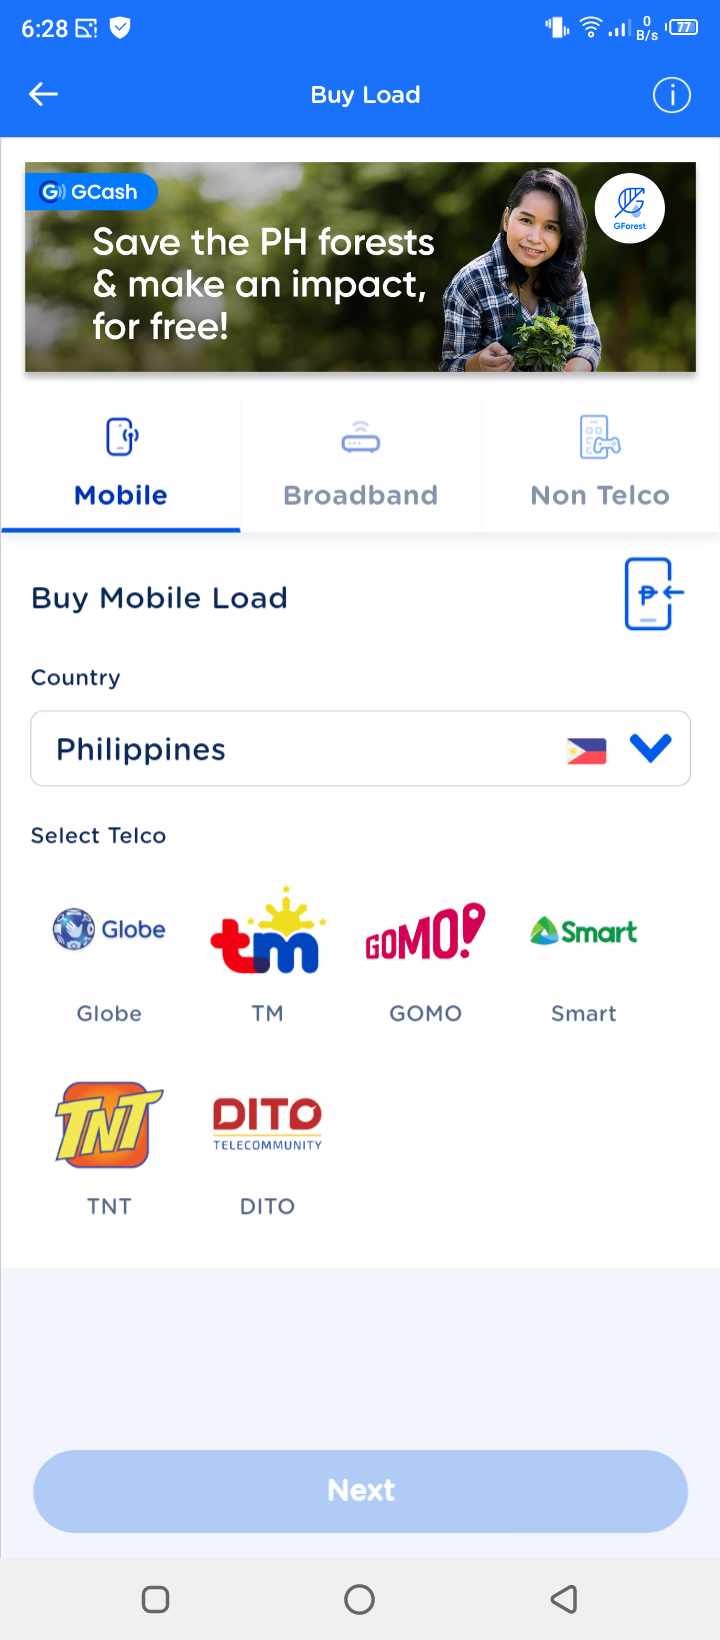 6:28
0
B/s
77
Buy Load
G GCash
Save the PH forests
& make an impact,
for free!
GForest
Mobile
Broadband
Non Telco
Buy Mobile Load
₱
Country
Philippines
Select Telco
Globe
tm
GOMO!
Smart
Globe
TM
GOMO
Smart
TNT
DITO
TELECOMMUNITY
TNT
DITO
Next